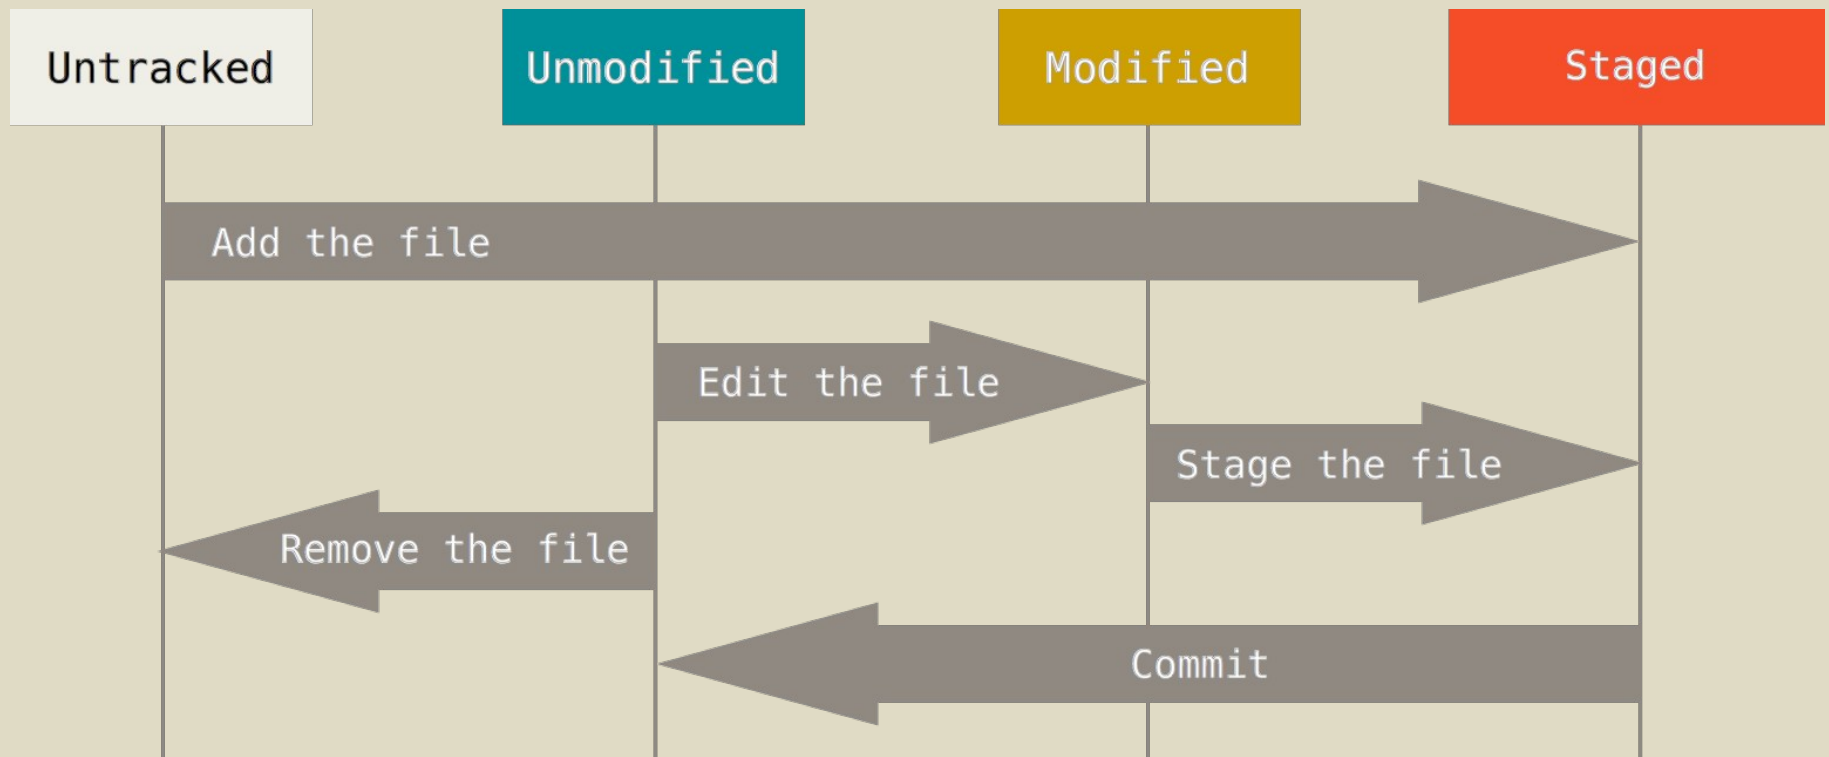 Untracked
Unmodified
Modified
Staged
Add the file
Edit the file
Stage the file
Remove the file
Commit